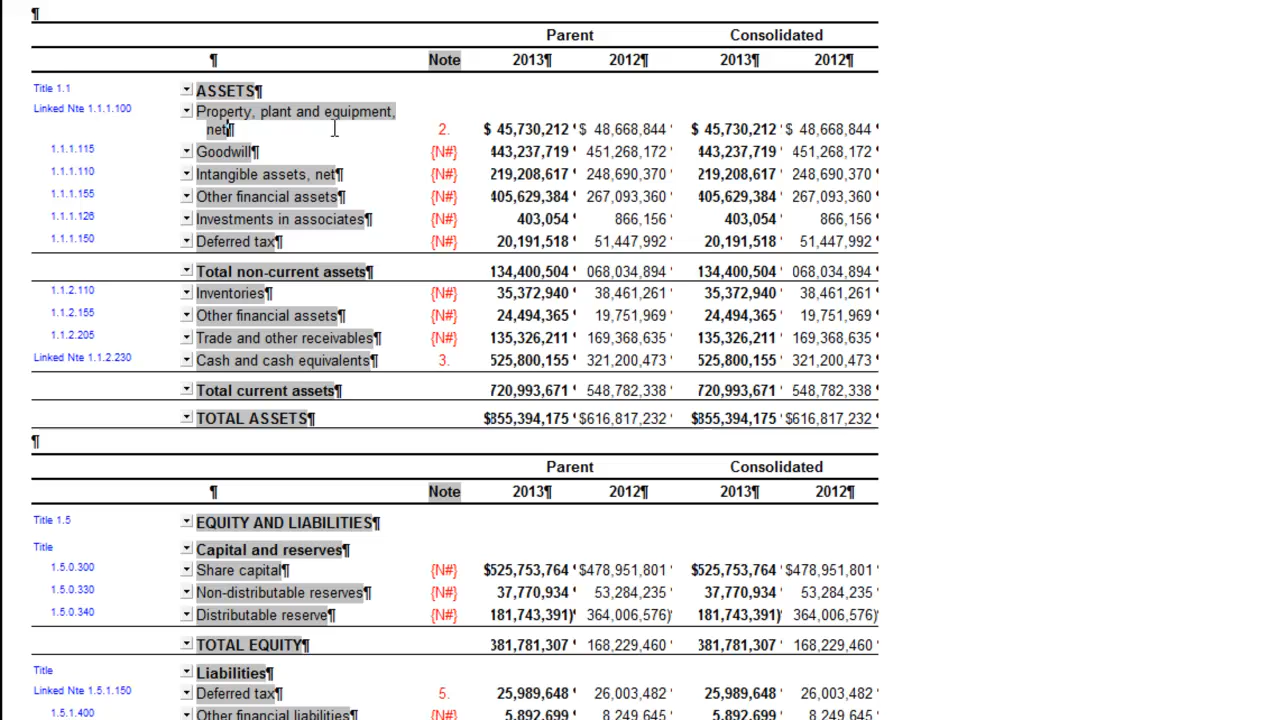 ¶
Parent Consolidated
¶ Note 2013¶ 2012¶ 2013¶ 2012¶
Title 1.1 ASSETS¶
Linked Nte 1.1.1.100 Property, plant and equipment,
net¶ 2. $ 45,730,212 $ 48,668,844 $ 45,730,212 $ 48,668,844
1.1.1.115 Goodwill¶ {N#} 443,237,719 451,268,172 443,237,719 451,268,172
1.1.1.110 Intangible assets, net¶ {N#} 219,208,617 248,690,370 219,208,617 248,690,370
1.1.1.155 Other financial assets¶ {N#} 405,629,384 267,093,360 405,629,384 267,093,360
1.1.1.126 Investments in associates¶ {N#} 403,054 866,156 403,054 866,156
1.1.1.150 Deferred tax¶ {N#} 20,191,518 51,447,992 20,191,518 51,447,992
Total non-current assets¶ 134,400,504 068,034,894 134,400,504 068,034,894
1.1.2.110 Inventories¶ {N#} 35,372,940 38,461,261 35,372,940 38,461,261
1.1.2.155 Other financial assets¶ {N#} 24,494,365 19,751,969 24,494,365 19,751,969
1.1.2.205 Trade and other receivables¶ {N#} 135,326,211 169,368,635 135,326,211 169,368,635
Linked Nte 1.1.2.230 Cash and cash equivalents¶ 3. 525,800,155 321,200,473 525,800,155 321,200,473
Total current assets¶ 720,993,671 548,782,338 720,993,671 548,782,338
TOTAL ASSETS¶ $855,394,175 $616,817,232 $855,394,175 $616,817,232
¶
Parent Consolidated
¶ Note 2013¶ 2012¶ 2013¶ 2012¶
Title 1.5 EQUITY AND LIABILITIES¶
Title Capital and reserves¶
1.5.0.300 Share capital¶ {N#} $525,753,764 $478,951,801 $525,753,764 $478,951,801
1.5.0.330 Non-distributable reserves¶ {N#} 37,770,934 53,284,235 37,770,934 53,284,235
1.5.0.340 Distributable reserve¶ {N#} 181,743,391) 364,006,576) 181,743,391) 364,006,576)
TOTAL EQUITY¶ 381,781,307 168,229,460 381,781,307 168,229,460
Title Liabilities¶
Linked Nte 1.5.1.150 Deferred tax¶ 5. 25,989,648 26,003,482 25,989,648 26,003,482
1.5.1.400 Other financial liabilities¶ {N#} 5,892,699 8,249,645 5,892,699 8,249,645